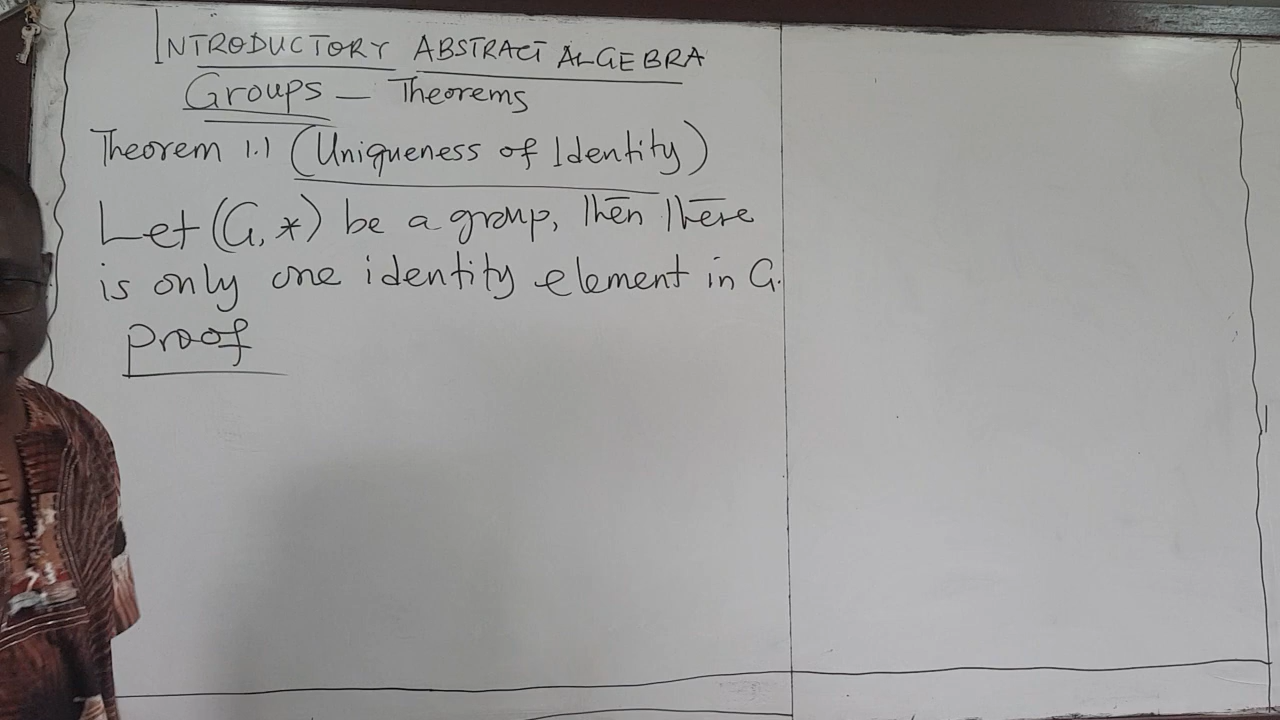 INTRODUCTORY ABSTRACT ALGEBRA
Groups — Theorems
Theorem 1.1 (Uniqueness of Identity)
Let (G, *) be a group, Then There
is only one identity element in G.
Proof